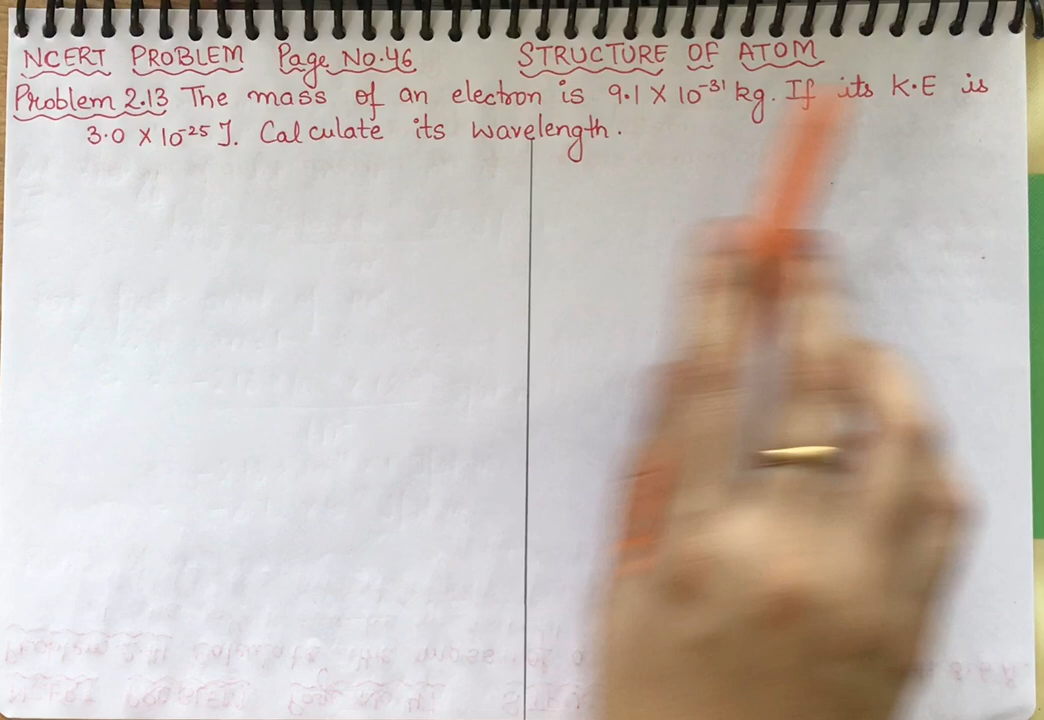 NCERT PROBLEM Page No.46 STRUCTURE OF ATOM
Problem 2.13 The mass of an electron is 9.1 X 10⁻³¹ kg. If its K.E is
3.0 X 10⁻²⁵ J. Calculate its wavelength.